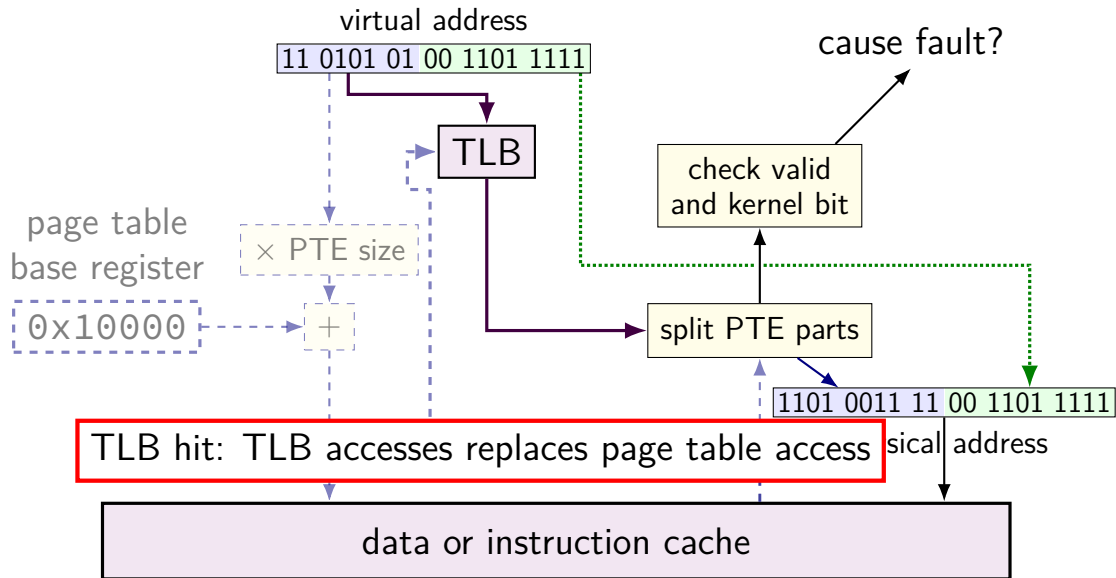 virtual address
11 0101 01 00 1101 1111
cause fault?
TLB
check valid
and kernel bit
page table
base register
× PTE size
0x10000
+
split PTE parts
1101 0011 11 00 1101 1111
TLB hit: TLB accesses replaces page table access
sical address
data or instruction cache